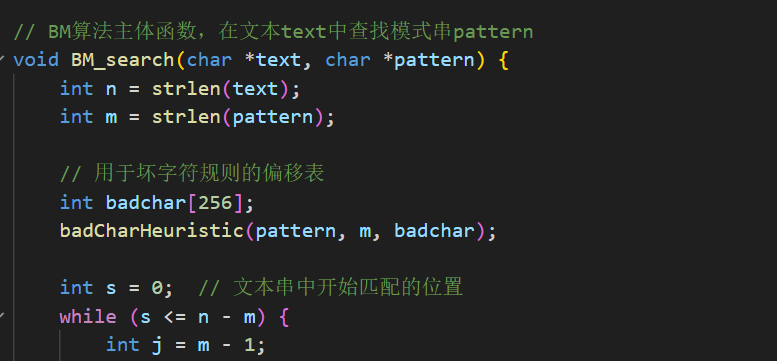 // BM算法主体函数，在文本text中查找模式串pattern
void BM_search(char *text, char *pattern) {
    int n = strlen(text);
    int m = strlen(pattern);
    // 用于坏字符规则的偏移表
    int badchar[256];
    badCharHeuristic(pattern, m, badchar);
    int s = 0;  // 文本串中开始匹配的位置
    while (s <= n - m) {
        int j = m - 1;